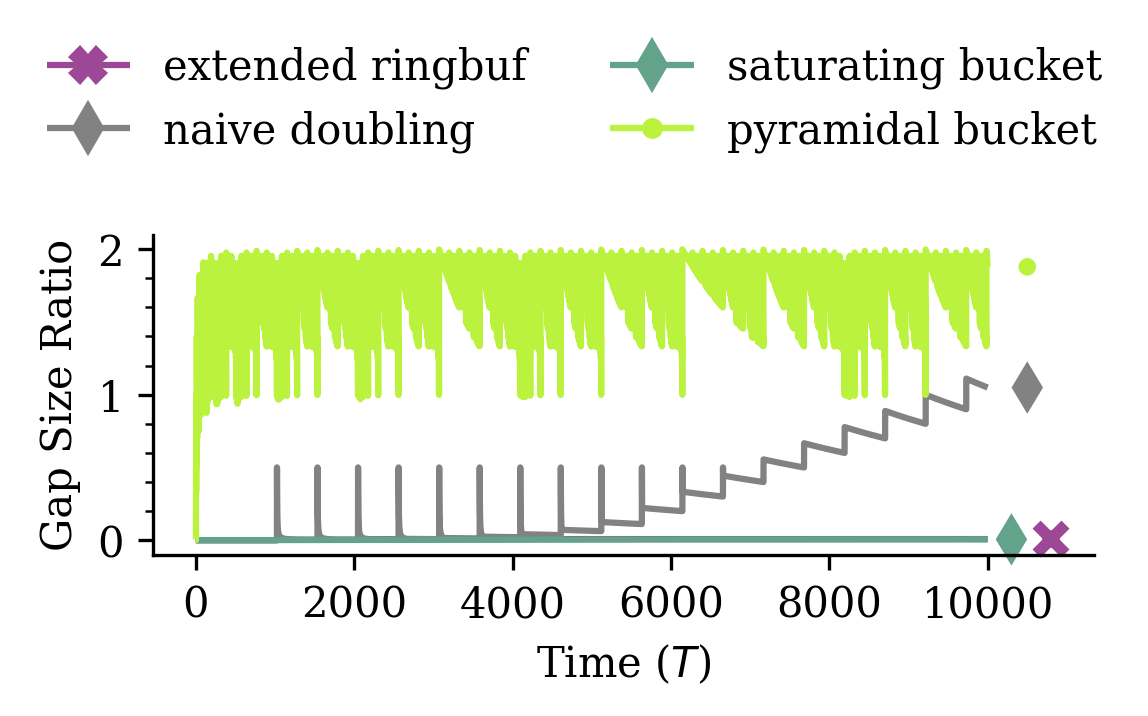 extended ringbuf
naive doubling
saturating bucket
pyramidal bucket
Gap Size Ratio
2
1
0
0 2000 4000 6000 8000 10000
Time (T)